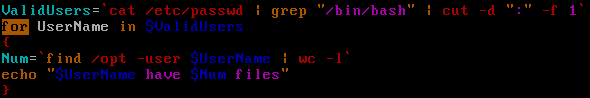 ValidUsers=`cat /etc/passwd | grep "/bin/bash" | cut -d ":" -f 1`
for UserName in $ValidUsers
{
Num=`find /opt -user $UserName | wc -l`
echo "$UserName have $Num files"
}